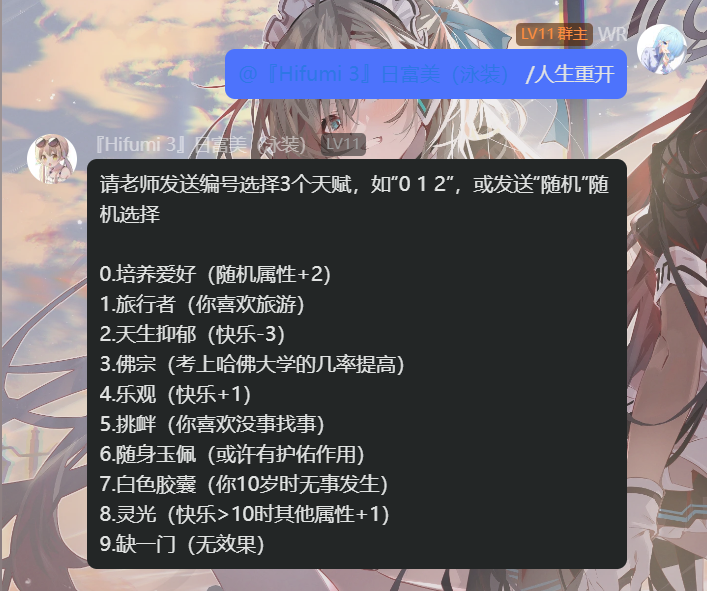 LV11 群主 WR
@『Hifumi 3』日富美（泳装） /人生重开
『Hifumi 3』日富美（泳装） LV11
请老师发送编号选择3个天赋，如“0 1 2”，或发送“随机”随
机选择
0.培养爱好（随机属性+2）
1.旅行者（你喜欢旅游）
2.天生抑郁（快乐-3）
3.佛宗（考上哈佛大学的几率提高）
4.乐观（快乐+1）
5.挑衅（你喜欢没事找事）
6.随身玉佩（或许有护佑作用）
7.白色胶囊（你10岁时无事发生）
8.灵光（快乐>10时其他属性+1）
9.缺一门（无效果）